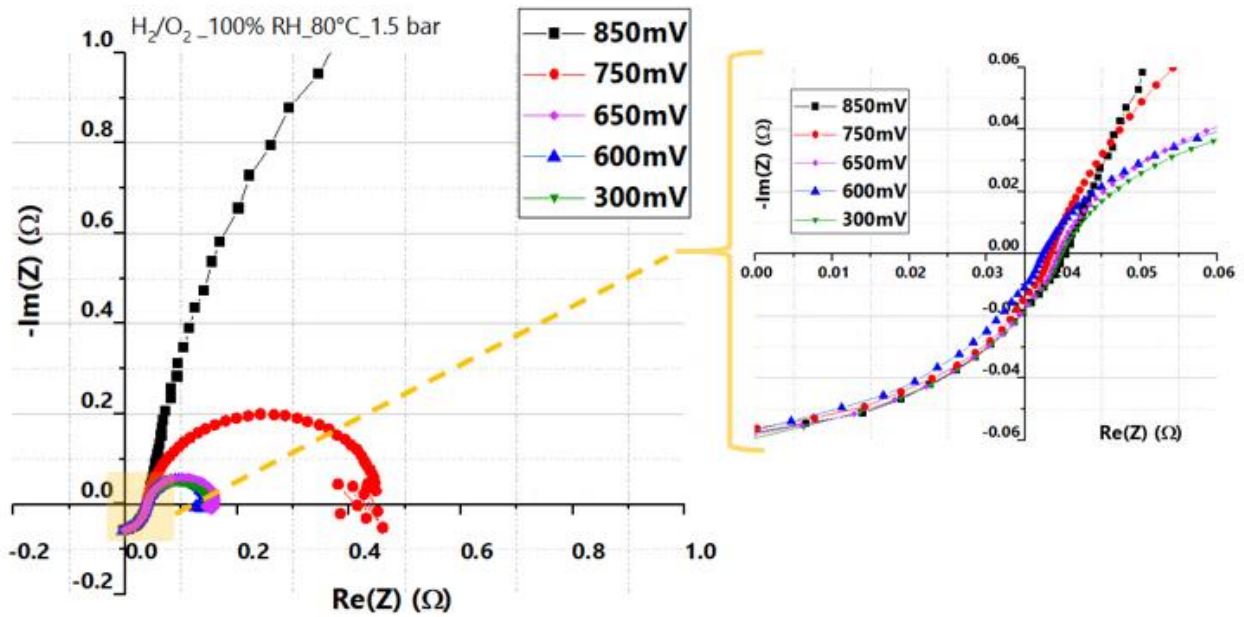 H₂/O₂ _100% RH_80°C_1.5 bar
850mV
750mV
650mV
600mV
300mV
-Im(Z) (Ω)
1.0
0.8
0.6
0.4
0.2
0.0
-0.2
-0.2 0.0 0.2 0.4 0.6 0.8 1.0
Re(Z) (Ω)
850mV
750mV
650mV
600mV
300mV
-Im(Z) (Ω)
0.06
0.04
0.02
0.00
-0.04
-0.06
0.00 0.01 0.02 0.03 0.04 0.05 0.06
Re(Z) (Ω)